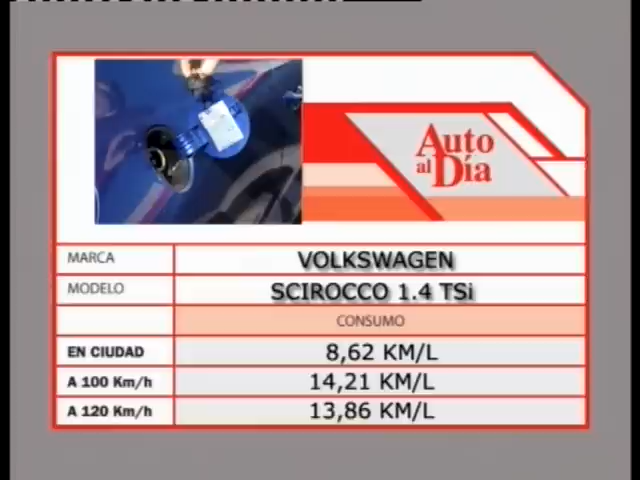 Auto
al Día
MARCA VOLKSWAGEN
MODELO SCIROCCO 1.4 TSi
CONSUMO
EN CIUDAD 8,62 KM/L
A 100 Km/h 14,21 KM/L
A 120 Km/h 13,86 KM/L